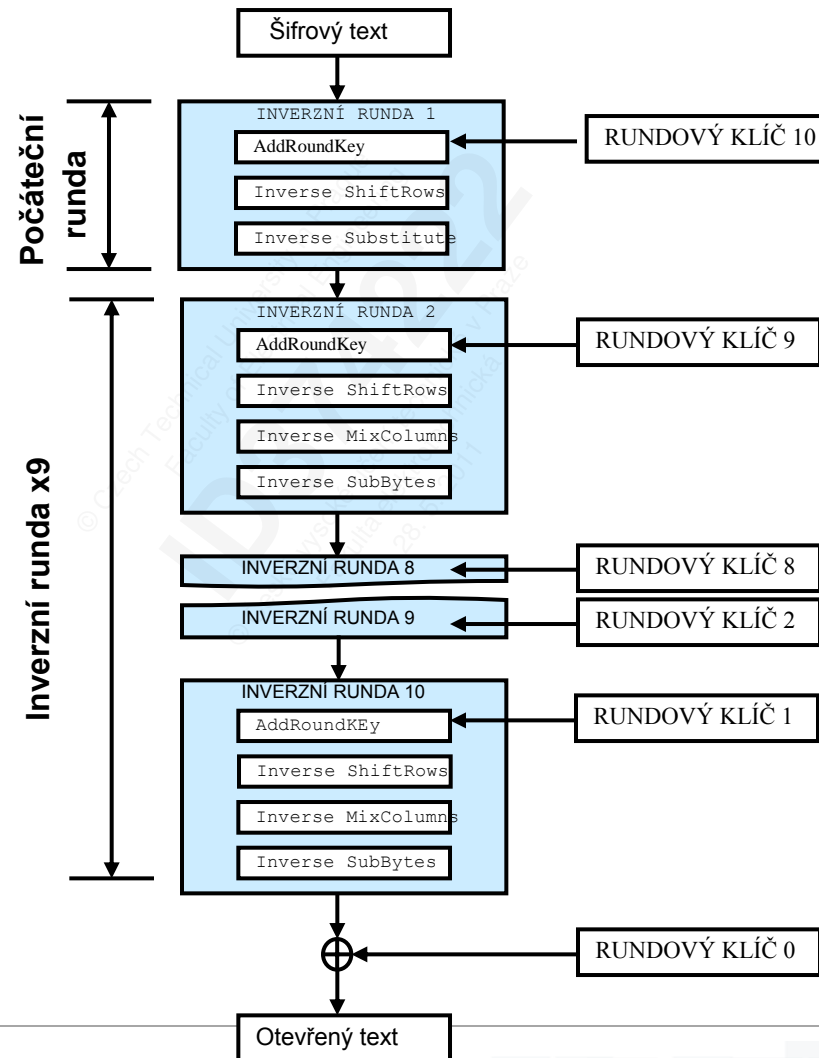 Šifrový text
Počáteční
runda
INVERZNÍ RUNDA 1
AddRoundKey
RUNDOVÝ KLÍČ 10
Inverse ShiftRows
Inverse Substitute
Inverzní runda x9
INVERZNÍ RUNDA 2
AddRoundKey
RUNDOVÝ KLÍČ 9
Inverse ShiftRows
Inverse MixColumns
Inverse SubBytes
INVERZNÍ RUNDA 8
RUNDOVÝ KLÍČ 8
INVERZNÍ RUNDA 9
RUNDOVÝ KLÍČ 2
INVERZNÍ RUNDA 10
AddRoundKEy
RUNDOVÝ KLÍČ 1
Inverse ShiftRows
Inverse MixColumns
Inverse SubBytes
RUNDOVÝ KLÍČ 0
Otevřený text